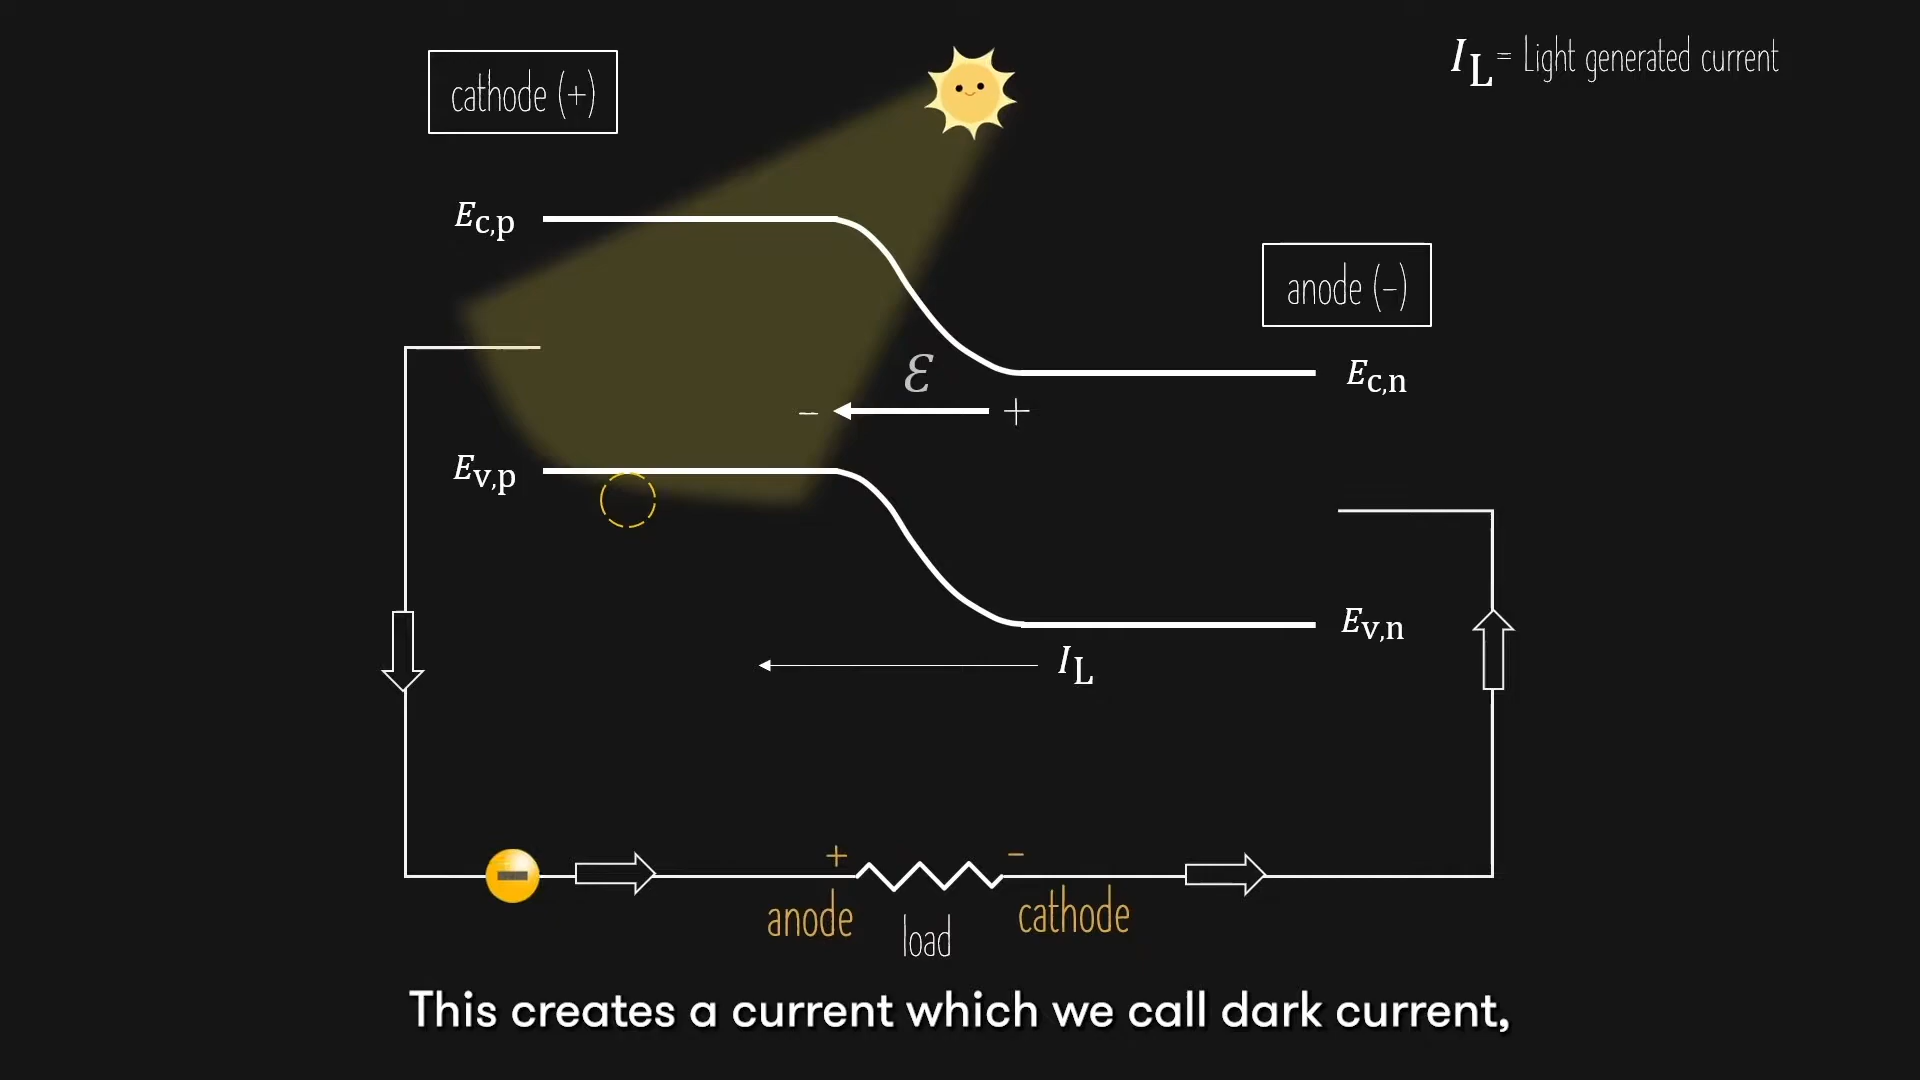 cathode (+)
I_L = Light generated current
E_c,p
anode (–)
ℰ
E_c,n
– +
E_v,p
E_v,n
I_L
+ –
anode
cathode
load
This creates a current which we call dark current,